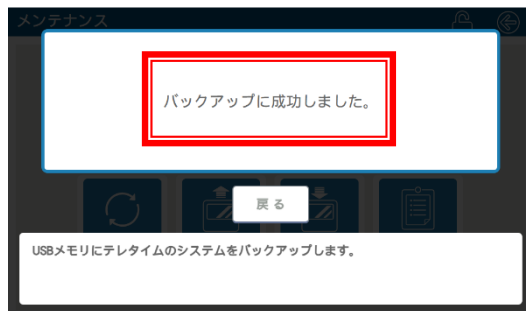 メンテナンス
バックアップに成功しました。
戻る
USBメモリにテレタイムのシステムをバックアップします。